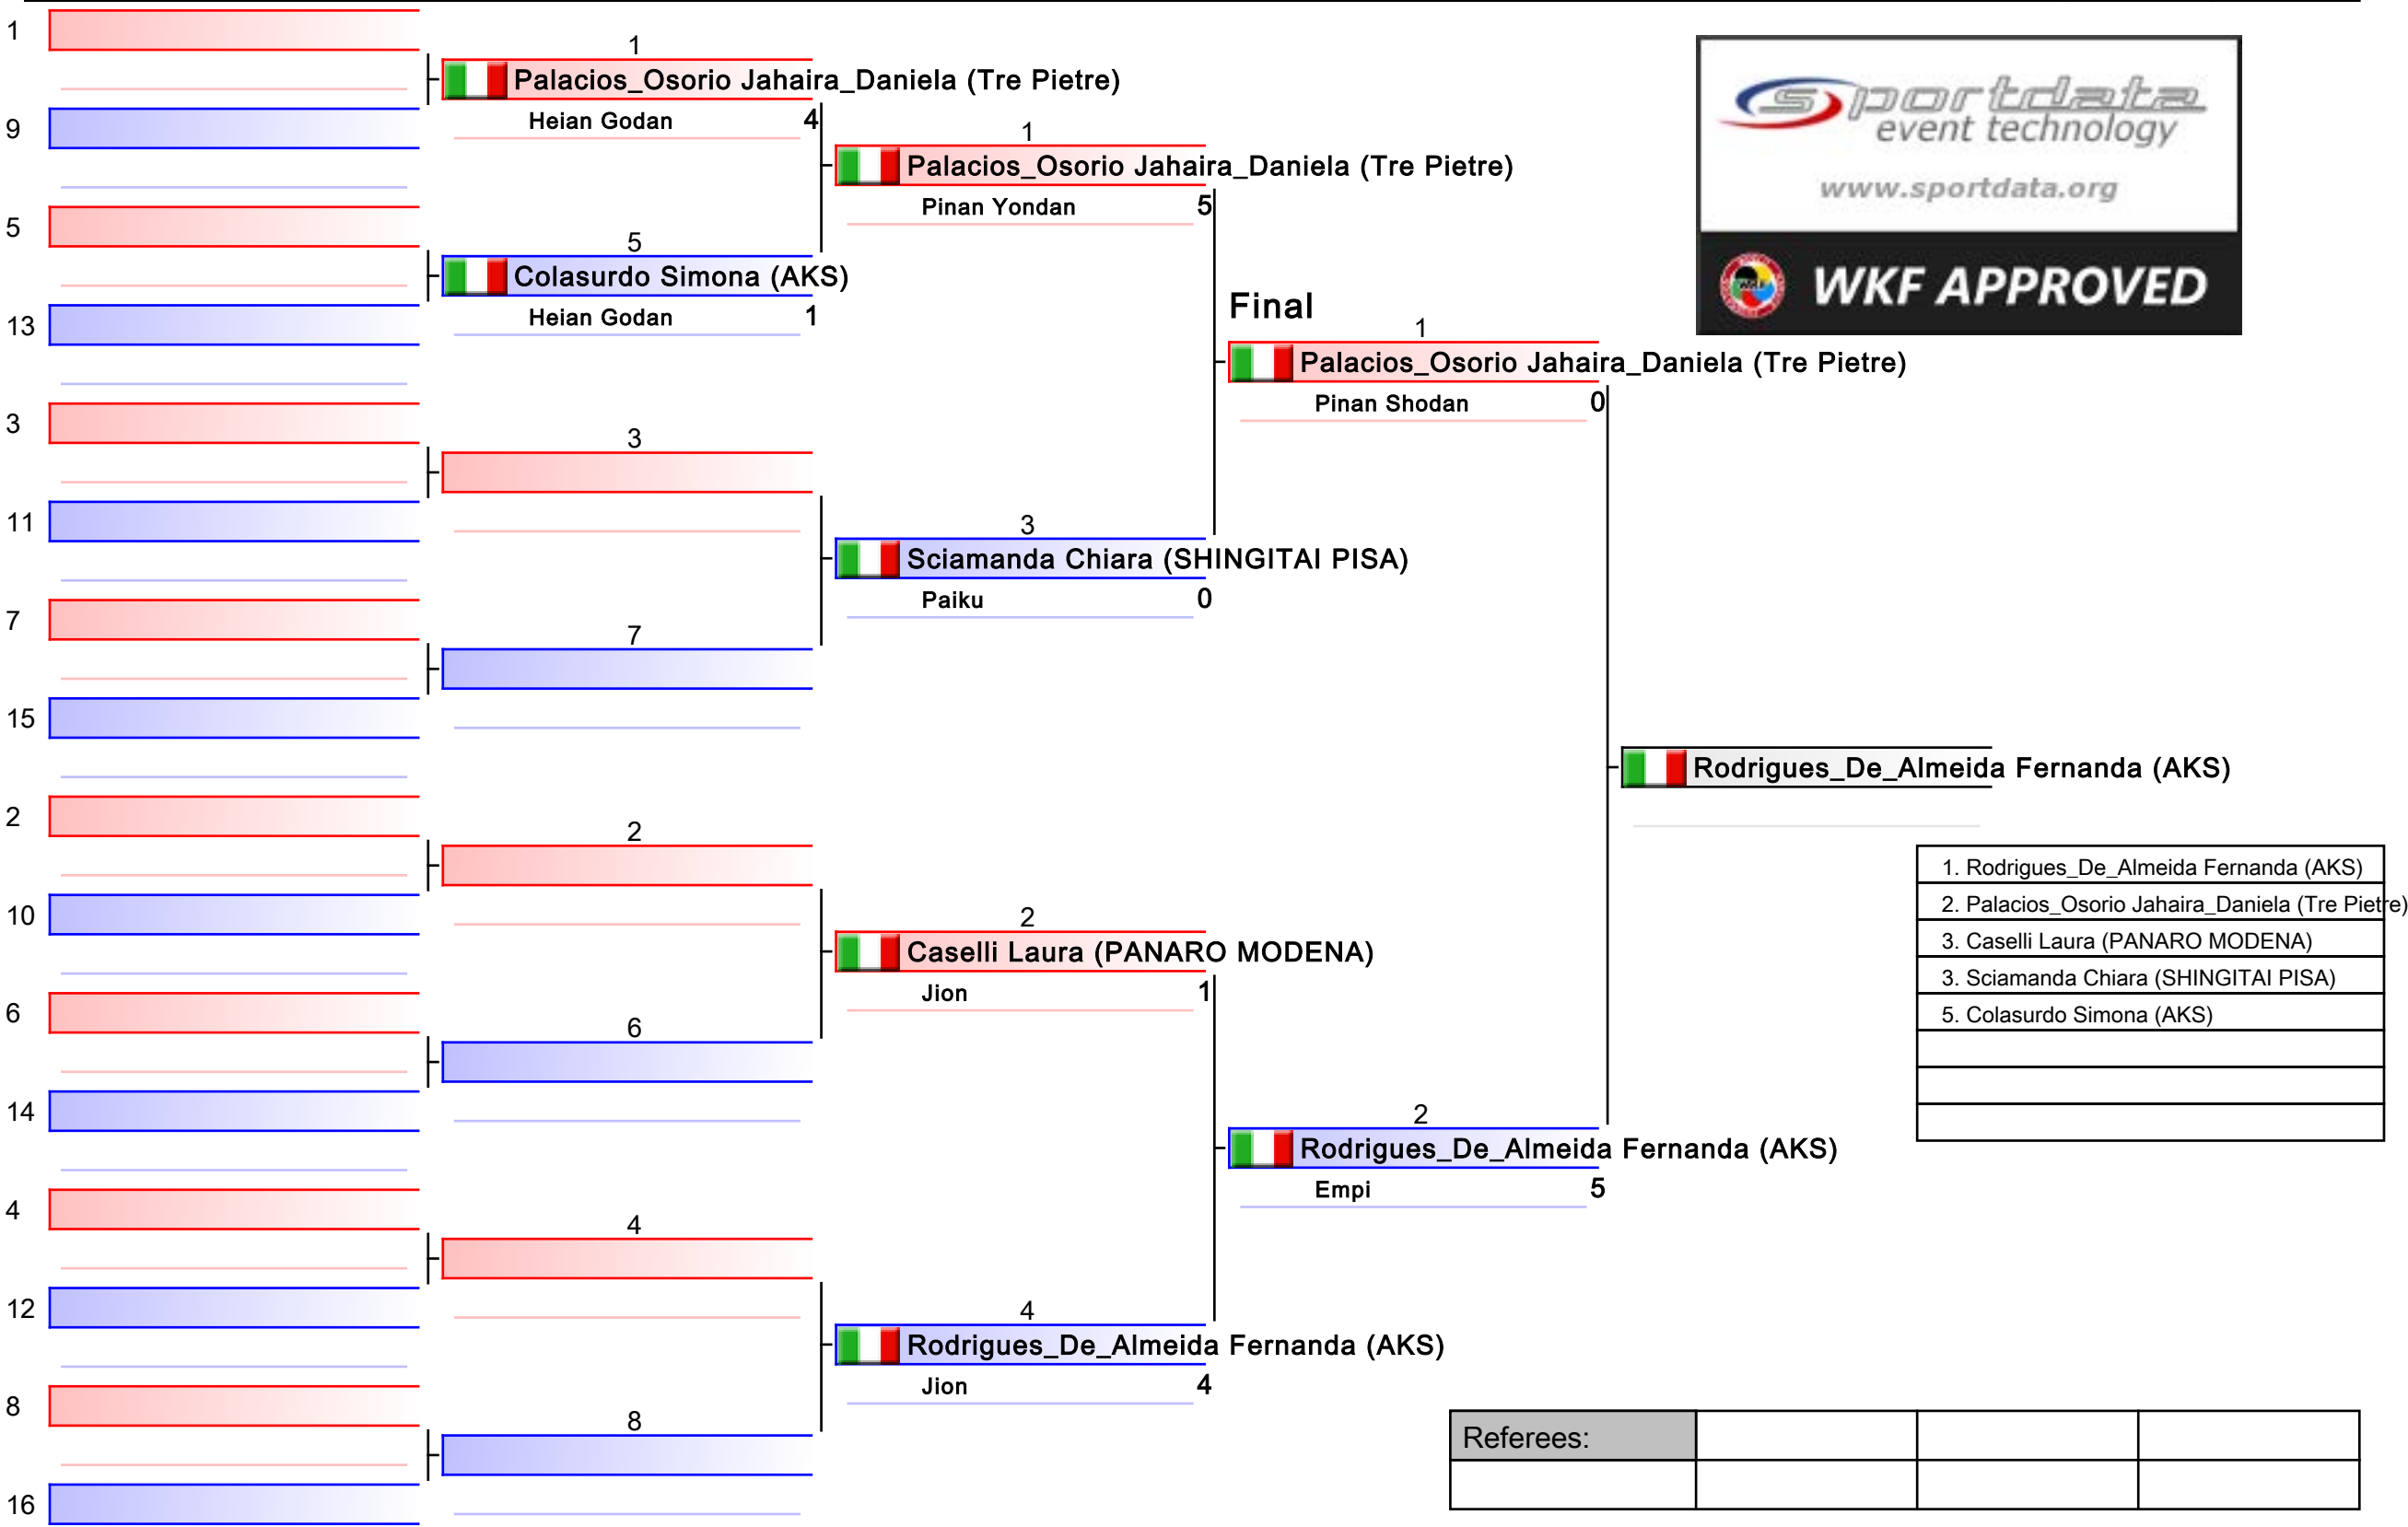 1
9
5
13
3
11
7
15
2
10
6
14
4
12
8
16
1
Palacios_Osorio Jahaira_Daniela (Tre Pietre)
Heian Godan 4
5
Colasurdo Simona (AKS)
Heian Godan 1
3
7
2
6
4
8
1
Palacios_Osorio Jahaira_Daniela (Tre Pietre)
Pinan Yondan 5
3
Sciamanda Chiara (SHINGITAI PISA)
Paiku 0
2
Caselli Laura (PANARO MODENA)
Jion 1
4
Rodrigues_De_Almeida Fernanda (AKS)
Jion 4
Final
1
Palacios_Osorio Jahaira_Daniela (Tre Pietre)
Pinan Shodan 0
2
Rodrigues_De_Almeida Fernanda (AKS)
Empi 5
Rodrigues_De_Almeida Fernanda (AKS)
sportdata
event technology
www.sportdata.org
WKF
WKF APPROVED
1. Rodrigues_De_Almeida Fernanda (AKS)
2. Palacios_Osorio Jahaira_Daniela (Tre Pietre)
3. Caselli Laura (PANARO MODENA)
3. Sciamanda Chiara (SHINGITAI PISA)
5. Colasurdo Simona (AKS)
Referees: